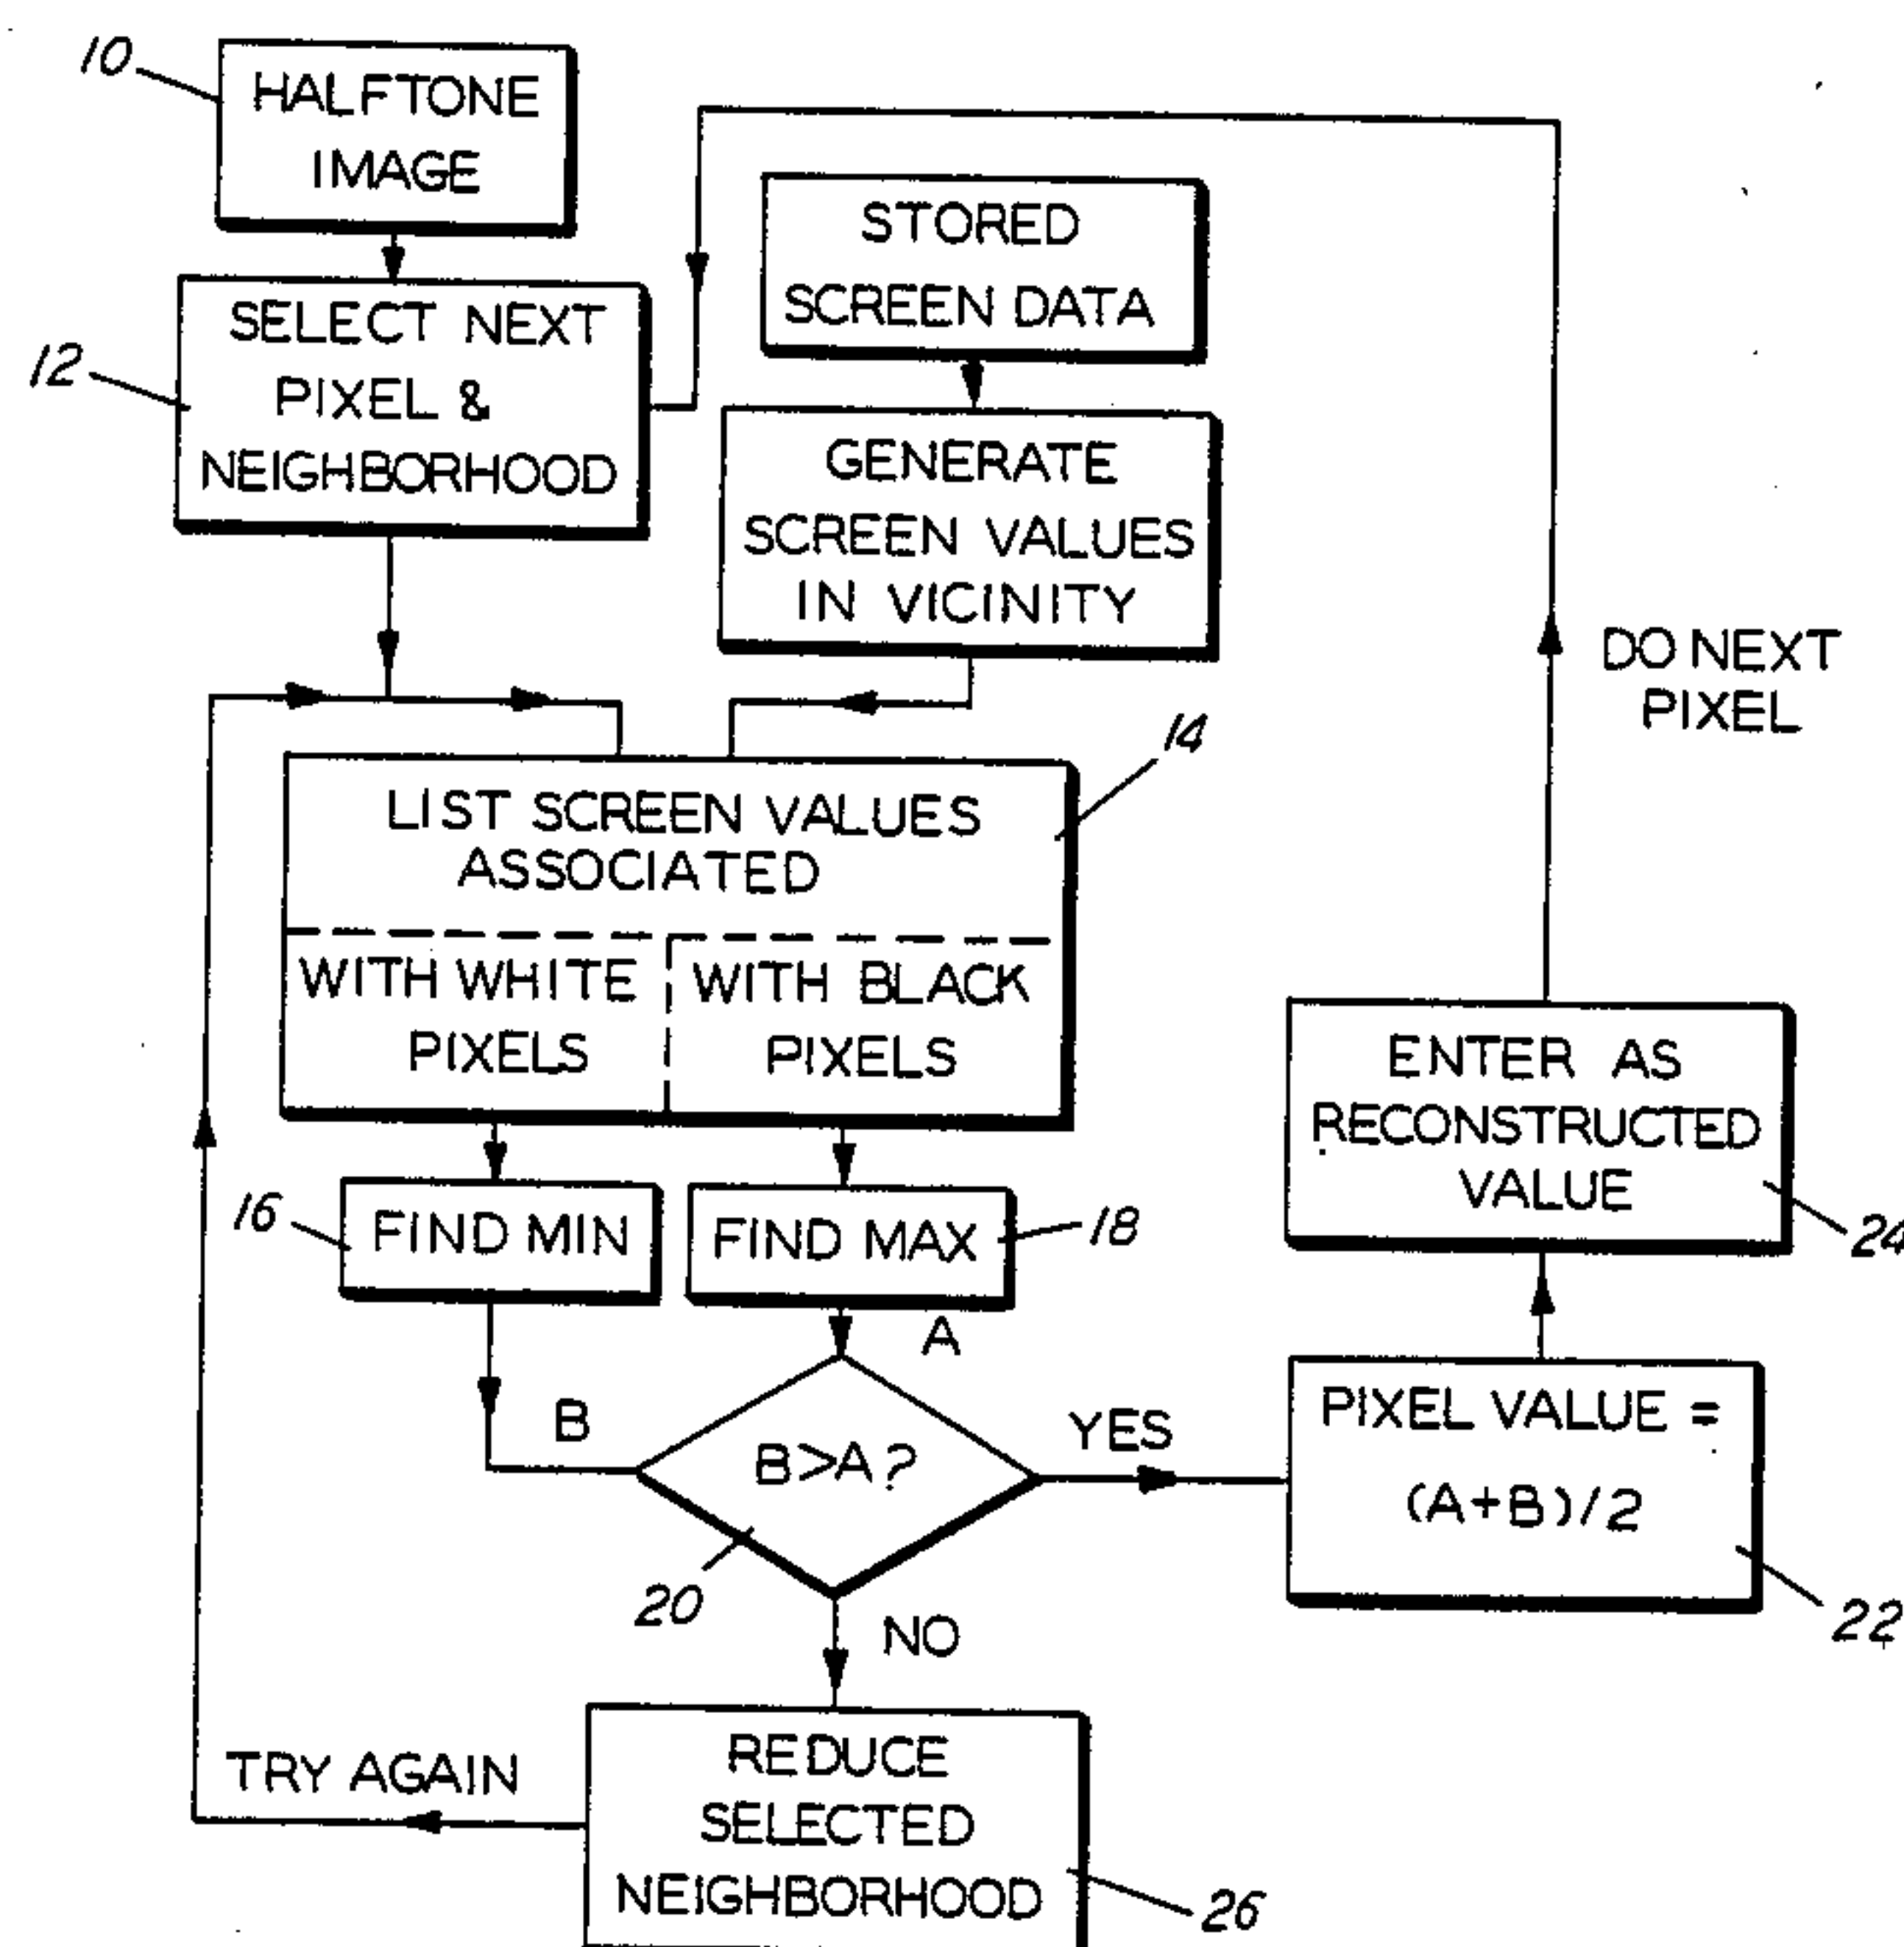 10
HALFTONE
IMAGE
12
SELECT NEXT
PIXEL &
NEIGHBORHOOD
STORED
SCREEN DATA
GENERATE
SCREEN VALUES
IN VICINITY
DO NEXT
PIXEL
14
LIST SCREEN VALUES
ASSOCIATED
WITH WHITE
PIXELS
WITH BLACK
PIXELS
16
FIND MIN
FIND MAX
18
A
B
B>A?
YES
20
NO
PIXEL VALUE =
(A+B)/2
22
ENTER AS
RECONSTRUCTED
VALUE
24
TRY AGAIN
REDUCE
SELECTED
NEIGHBORHOOD
26